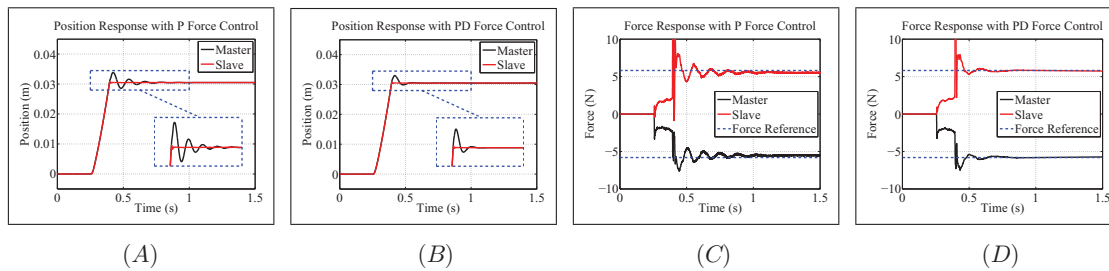 Position Response with P Force Control
Position (m)
0.04
0.03
0.02
0.01
0
0
0.5
1
1.5
Time (s)
Master
Slave
(A)
Position Response with PD Force Control
Position (m)
0.04
0.03
0.02
0.01
0
0
0.5
1
1.5
Time (s)
Master
Slave
(B)
Force Response with P Force Control
Force (N)
10
5
0
−5
−10
0
0.5
1
1.5
Time (s)
Master
Slave
Force Reference
(C)
Force Response with PD Force Control
Force (N)
10
5
0
−5
−10
0
0.5
1
1.5
Time (s)
Master
Slave
Force Reference
(D)